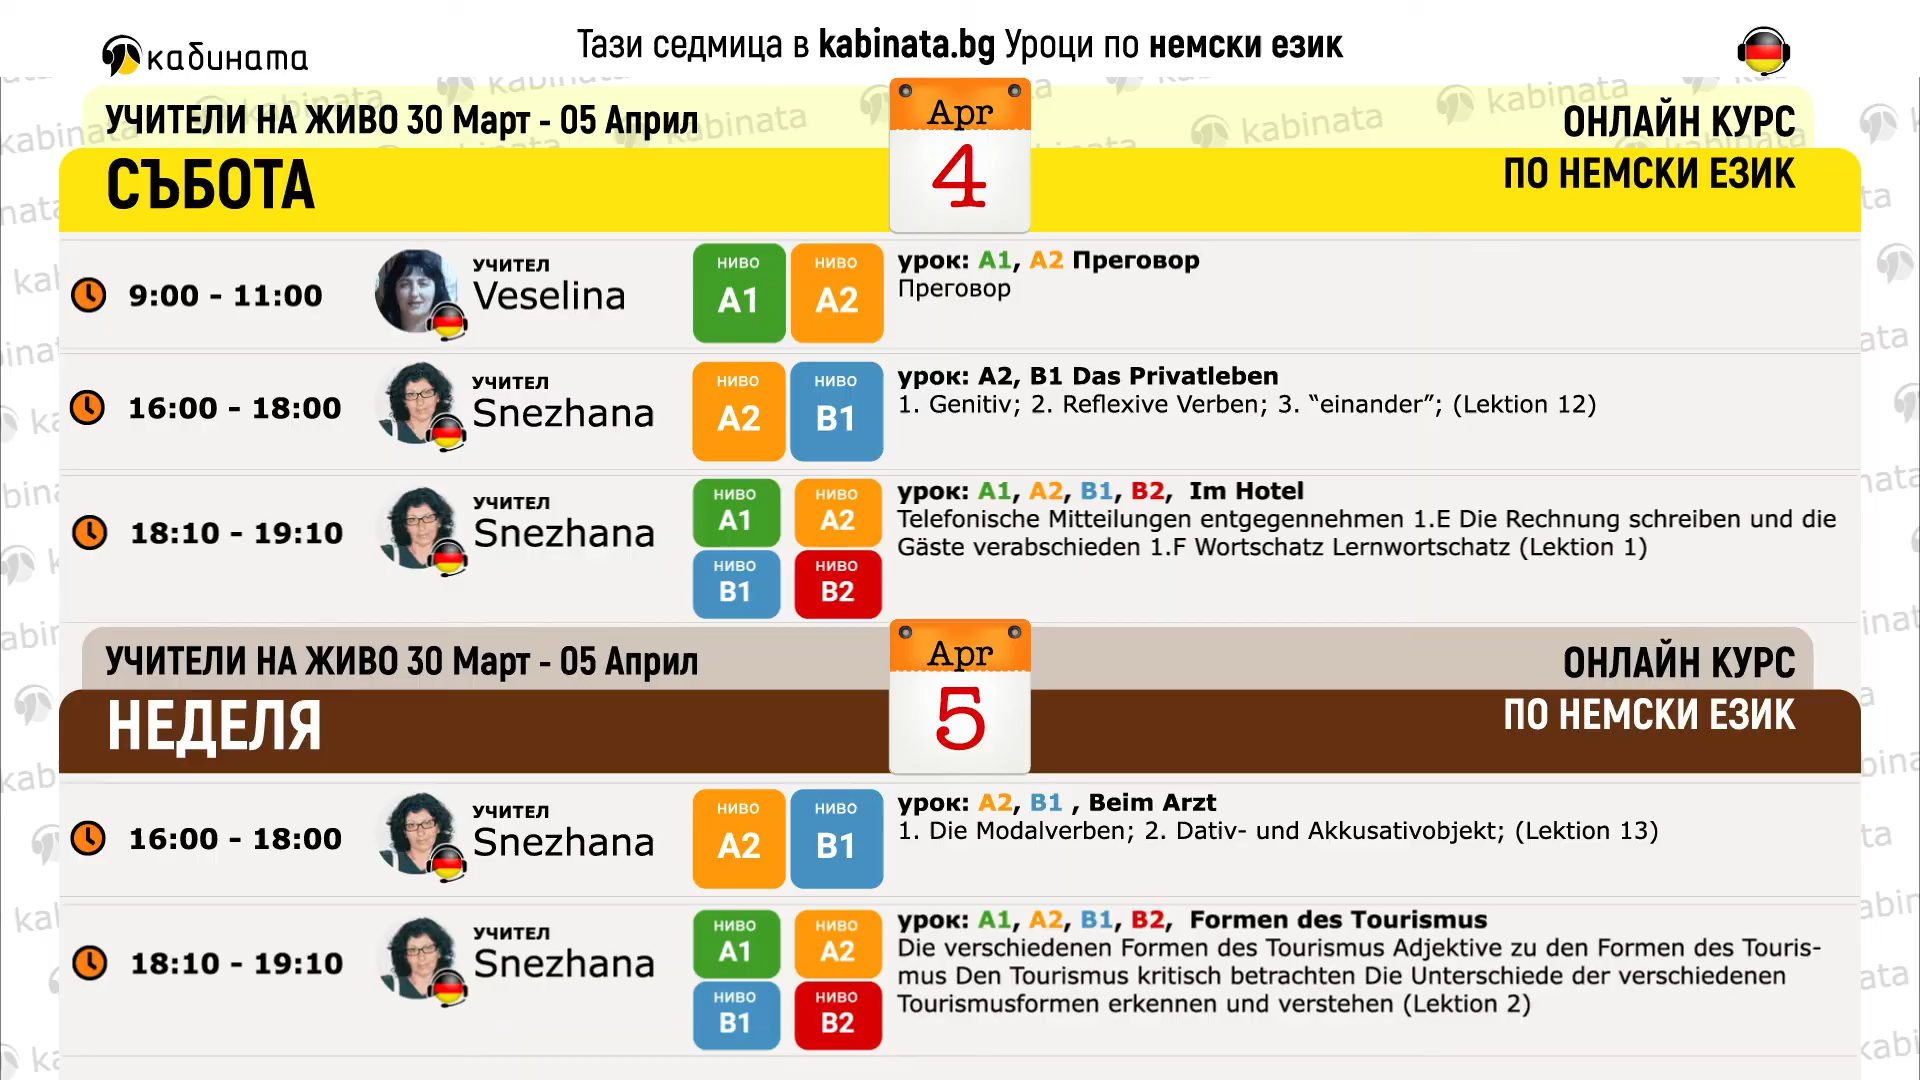 кабината
Тази седмица в kabinata.bg Уроци по немски език
УЧИТЕЛИ НА ЖИВО 30 Март - 05 Април
Apr
4
ОНЛАЙН КУРС
СЪБОТА
ПО НЕМСКИ ЕЗИК
9:00 - 11:00
УЧИТЕЛ
Veselina
НИВО
A1
НИВО
A2
урок: A1, A2 Преговор
Преговор
16:00 - 18:00
УЧИТЕЛ
Snezhana
НИВО
A2
НИВО
B1
урок: A2, B1 Das Privatleben
1. Genitiv; 2. Reflexive Verben; 3. “einander”; (Lektion 12)
18:10 - 19:10
УЧИТЕЛ
Snezhana
НИВО
A1
НИВО
A2
НИВО
B1
НИВО
B2
урок: A1, A2, B1, B2, Im Hotel
Telefonische Mitteilungen entgegennehmen 1.E Die Rechnung schreiben und die
Gäste verabschieden 1.F Wortschatz Lernwortschatz (Lektion 1)
УЧИТЕЛИ НА ЖИВО 30 Март - 05 Април
Apr
5
ОНЛАЙН КУРС
НЕДЕЛЯ
ПО НЕМСКИ ЕЗИК
16:00 - 18:00
УЧИТЕЛ
Snezhana
НИВО
A2
НИВО
B1
урок: A2, B1 , Beim Arzt
1. Die Modalverben; 2. Dativ- und Akkusativobjekt; (Lektion 13)
18:10 - 19:10
УЧИТЕЛ
Snezhana
НИВО
A1
НИВО
A2
НИВО
B1
НИВО
B2
урок: A1, A2, B1, B2, Formen des Tourismus
Die verschiedenen Formen des Tourismus Adjektive zu den Formen des Touris-
mus Den Tourismus kritisch betrachten Die Unterschiede der verschiedenen
Tourismusformen erkennen und verstehen (Lektion 2)